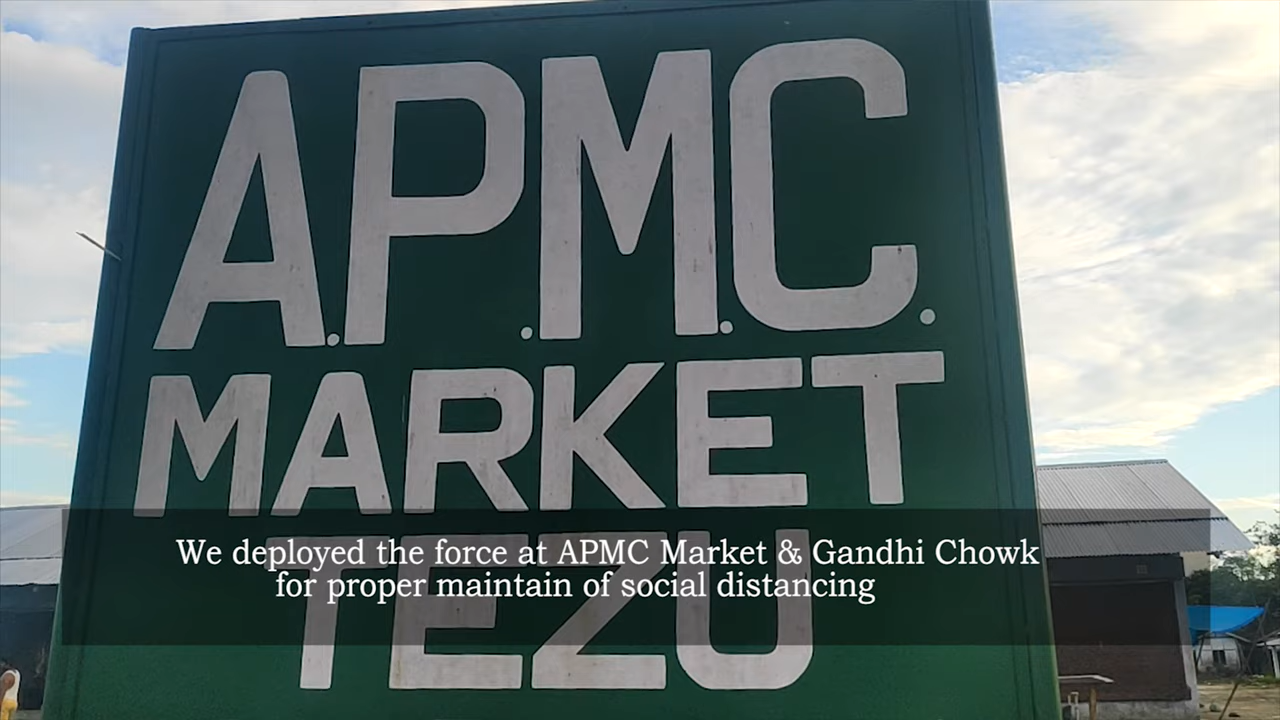 A.P.M.C.
MARKET
TEZU
We deployed the force at APMC Market & Gandhi Chowk
for proper maintain of social distancing